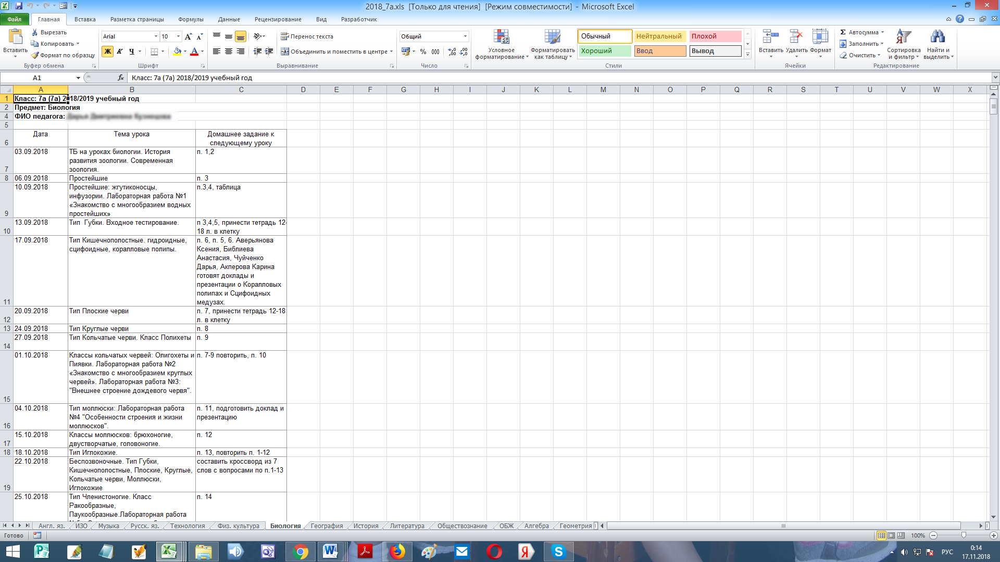 2018_7a.xls  [Только для чтения]  [Режим совместимости]  -  Microsoft Excel
Файл Главная Вставка Разметка страницы Формулы Данные Рецензирование Вид Разработчик
Вставить
Вырезать
Копировать
Формат по образцу
Буфер обмена
Arial 10
Ж К Ч А
Шрифт
Перенос текста
Объединить и поместить в центре
Выравнивание
Общий
% 000
Число
Условное форматирование
Форматировать как таблицу
Обычный Нейтральный Плохой
Хороший Ввод Вывод
Стили
Вставить Удалить Формат
Ячейки
Автосумма
Заполнить
Очистить
Сортировка и фильтр
Найти и выделить
Редактирование
A1 fx Класс: 7а (7а) 2018/2019 учебный год
A B C D E F G H I J K L M N O P Q R S T U V W X
1 Класс: 7а (7а) 2018/2019 учебный год
2 Предмет: Биология
4 ФИО педагога:
5
6 Дата Тема урока Домашнее задание к
следующему уроку
7 03.09.2018 ТБ на уроках биологии. История п. 1,2
развития зоологии. Современная
зоология.
8 06.09.2018 Простейшие п. 3
9 10.09.2018 Простейшие: жгутиконосцы, п.3,4, таблица
инфузории. Лабораторная работа №1
«Знакомство с многообразием водных
простейших»
10 13.09.2018 Тип  Губки. Входное тестирование. п 3,4,5, принести тетрадь 12-
18 л. в клетку
11 17.09.2018 Тип Кишечнополостные. гидроидные, п. 6, п. 5, 6. Аверьянова
сцифоидные, коралловые полипы. Ксения, Библиева
Анастасия, Чуйченко
Дарья, Акперова Карина
готовят доклады и
презентации о Коралловых
полипах и Сцифоидных
медузах.
12 20.09.2018 Тип Плоские черви п. 7, принести тетрадь 12-18
л. в клетку
13 24.09.2018 Тип Круглые черви п. 8
14 27.09.2018 Тип Кольчатые черви. Класс Полихеты п. 9
15 01.10.2018 Классы кольчатых червей: Олигохеты и п. 7-9 повторить, п. 10
Пиявки. Лабораторная работа №2
«Знакомство с многообразием круглых
червей». Лабораторная работа №3:
"Внешнее строение дождевого червя".
16 04.10.2018 Тип моллюски: Лабораторная работа п. 11, подготовить доклад и
№4 "Особенности строения и жизни презентацию
моллюсков".
17 15.10.2018 Классы моллюсков: брюхоногие, п. 12
двустворчатые, головоногие.
18 18.10.2018 Тип Иглокожие. п. 13, повторить п. 1-12
19 22.10.2018 Беспозвоночные. Тип Губки, составить кроссворд из 7
Кишечнополостные, Плоские, Круглые, слов с вопросами по п.1-13
Кольчатые черви, Моллюски,
Иглокожие
25.10.2018 Тип Членистоногие. Класс п. 14
Ракообразные,
Паукообразные.Лабораторная работа
Англ. яз. ИЗО Музыка Русск. яз. Технология Физ. культура Биология География История Литература Обществознание ОБЖ Алгебра Геометрия
Готово 100%
РУС 0:14
17.11.2018